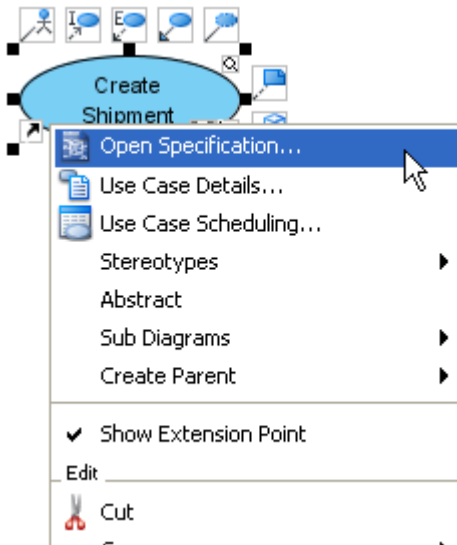 I
E
Create
Shipment
Open Specification...
Use Case Details...
Use Case Scheduling...
Stereotypes
Abstract
Sub Diagrams
Create Parent
Show Extension Point
Edit
Cut